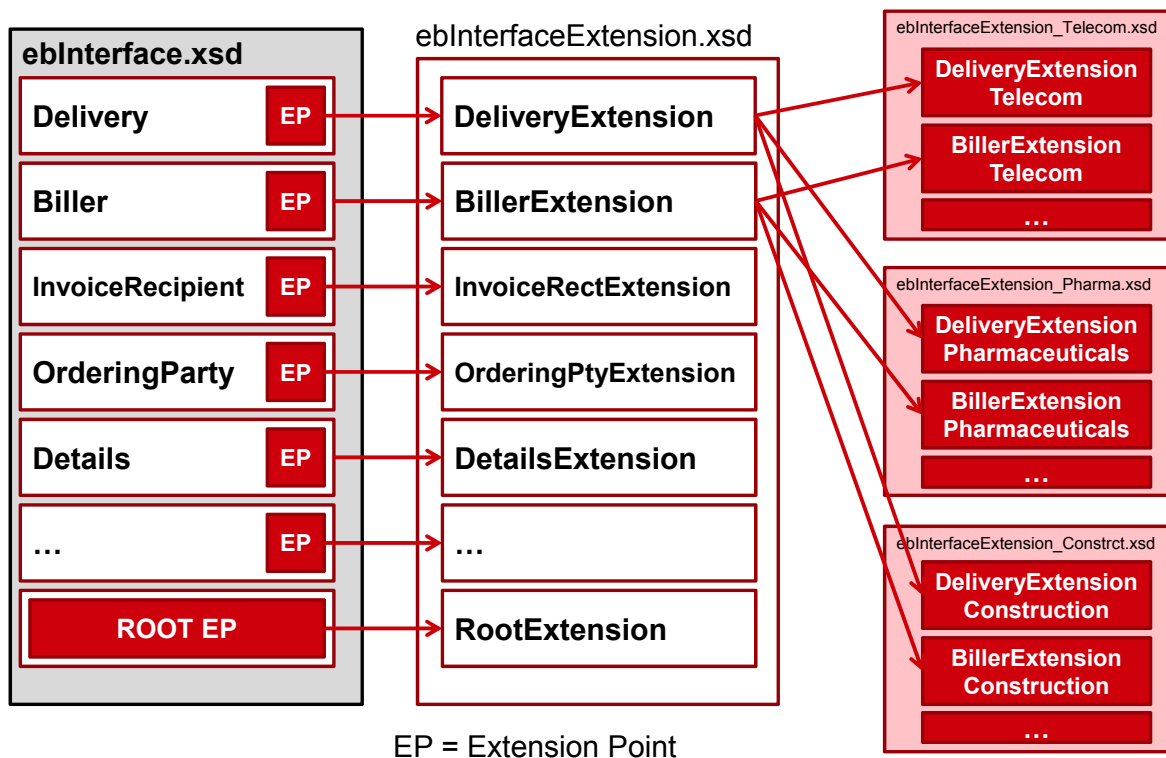 ebInterface.xsd
Delivery
EP
Biller
EP
InvoiceRecipient
EP
OrderingParty
EP
Details
EP
...
EP
ROOT EP
ebInterfaceExtension.xsd
DeliveryExtension
BillerExtension
InvoiceRectExtension
OrderingPtyExtension
DetailsExtension
...
RootExtension
ebInterfaceExtension_Telecom.xsd
DeliveryExtension
Telecom
BillerExtension
Telecom
...
ebInterfaceExtension_Pharma.xsd
DeliveryExtension
Pharmaceuticals
BillerExtension
Pharmaceuticals
...
ebInterfaceExtension_Constrct.xsd
DeliveryExtension
Construction
BillerExtension
Construction
...
EP = Extension Point